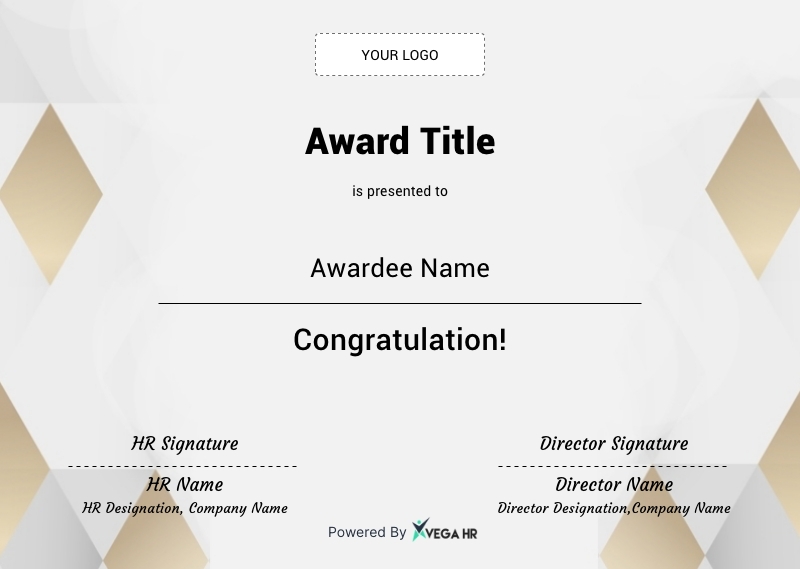 YOUR LOGO
Award Title
is presented to
Awardee Name
Congratulation!
HR Signature
Director Signature
HR Name
Director Name
HR Designation, Company Name
Director Designation,Company Name
Powered By VEGA HR